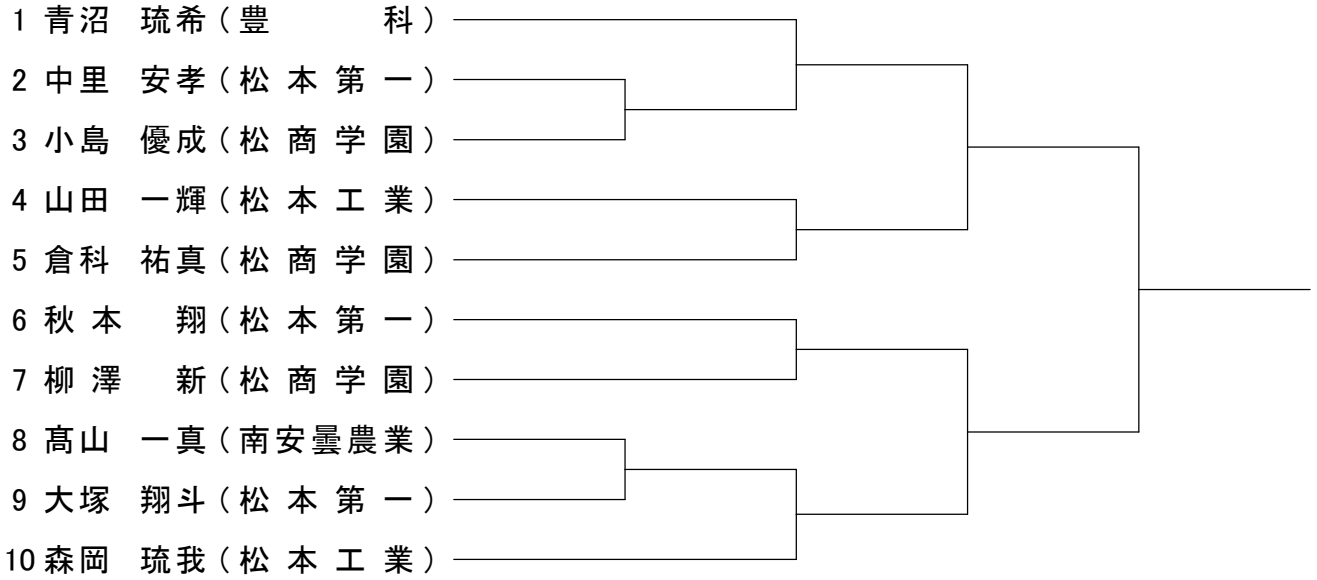 1 青沼 琉希(豊 科)
2 中里 安孝(松本第一)
3 小島 優成(松商学園)
4 山田 一輝(松本工業)
5 倉科 祐真(松商学園)
6 秋本 翔(松本第一)
7 柳澤 新(松商学園)
8 髙山 一真(南安曇農業)
9 大塚 翔斗(松本第一)
10 森岡 琉我(松本工業)